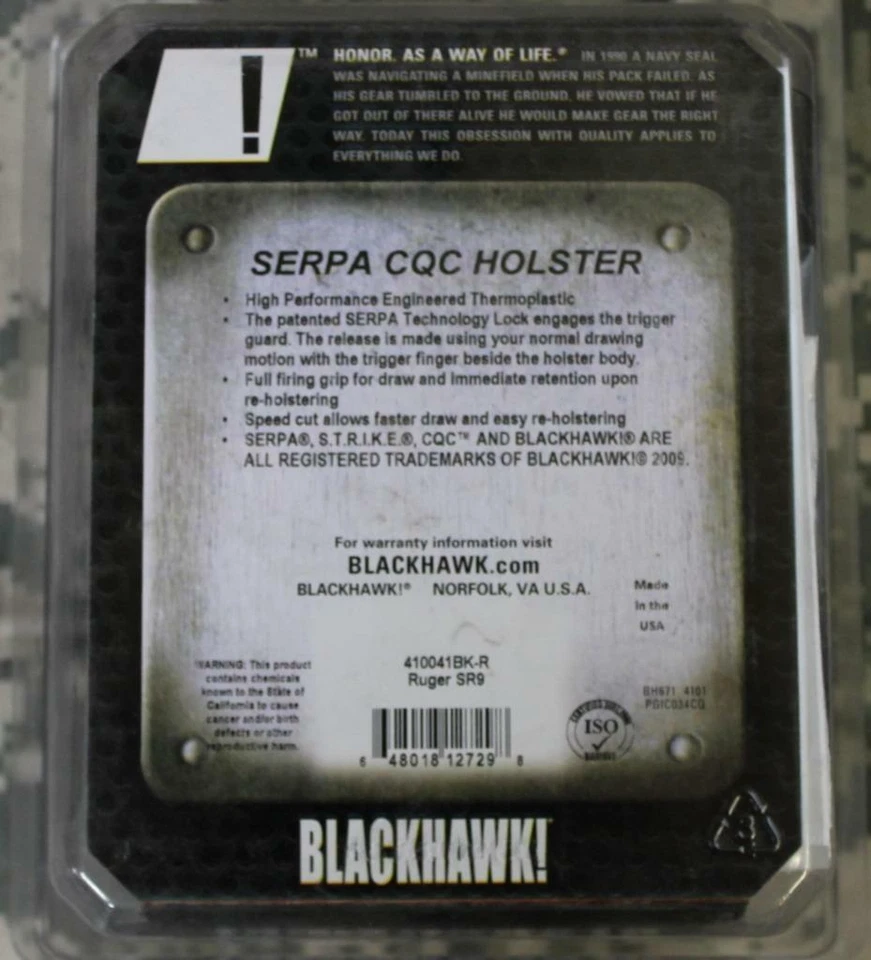 ! ™ HONOR. AS A WAY OF LIFE.® IN 1990 A NAVY SEAL
WAS NAVIGATING A MINEFIELD WHEN HIS PACK FAILED. AS
HIS GEAR TUMBLED TO THE GROUND, HE VOWED THAT IF HE
GOT OUT OF THERE ALIVE HE WOULD MAKE GEAR THE RIGHT
WAY. TODAY THIS OBSESSION WITH QUALITY APPLIES TO
EVERYTHING WE DO.
SERPA CQC HOLSTER
• High Performance Engineered Thermoplastic
• The patented SERPA Technology Lock engages the trigger
guard. The release is made using your normal drawing
motion with the trigger finger beside the holster body.
• Full firing grip for draw and immediate retention upon
re-holstering
• Speed cut allows faster draw and easy re-holstering
• SERPA®, S.T.R.I.K.E.®, CQC™ AND BLACKHAWK!® ARE
ALL REGISTERED TRADEMARKS OF BLACKHAWK!® 2009.
For warranty information visit
BLACKHAWK.com
BLACKHAWK!® NORFOLK, VA U.S.A.
Made
in the
USA
WARNING: This product
contains chemicals
known to the State of
California to cause
cancer and/or birth
defects or other
reproductive harm.
410041BK-R
Ruger SR9
6 48018 12729 8
ISO
BH671 4101
PGIC034CQ
BLACKHAWK!